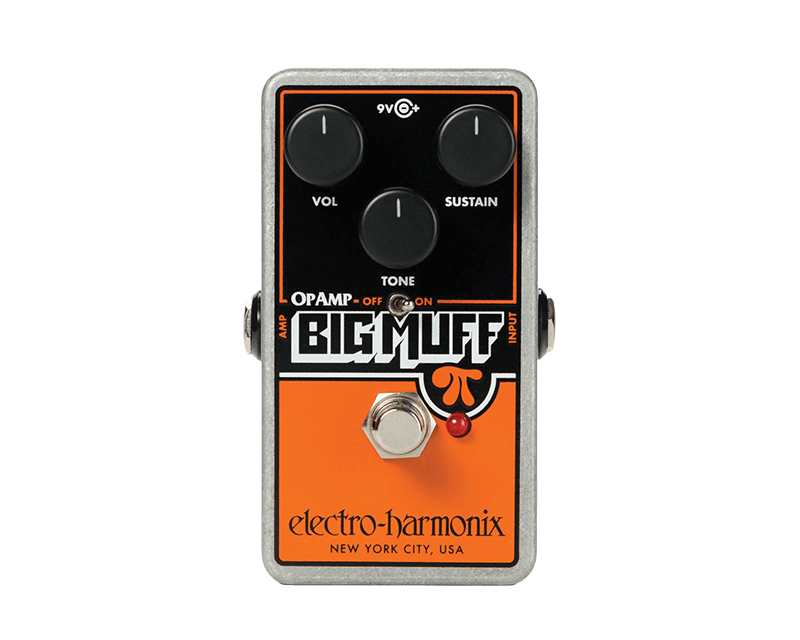 9V +
VOL
SUSTAIN
TONE
OPAMP OFF ON
AMP
BIG MUFF
INPUT
π
electro-harmonix
NEW YORK CITY, USA